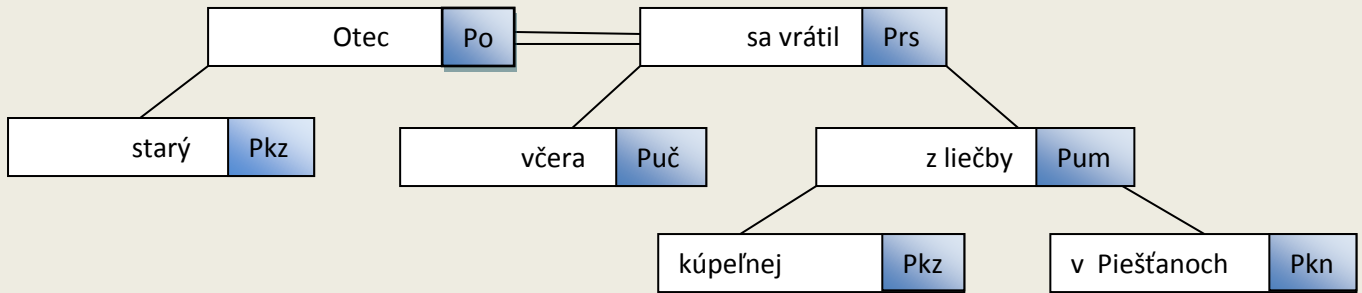 Otec Po sa vrátil Prs
starý Pkz včera Puč z liečby Pum
kúpeľnej Pkz v Piešťanoch Pkn